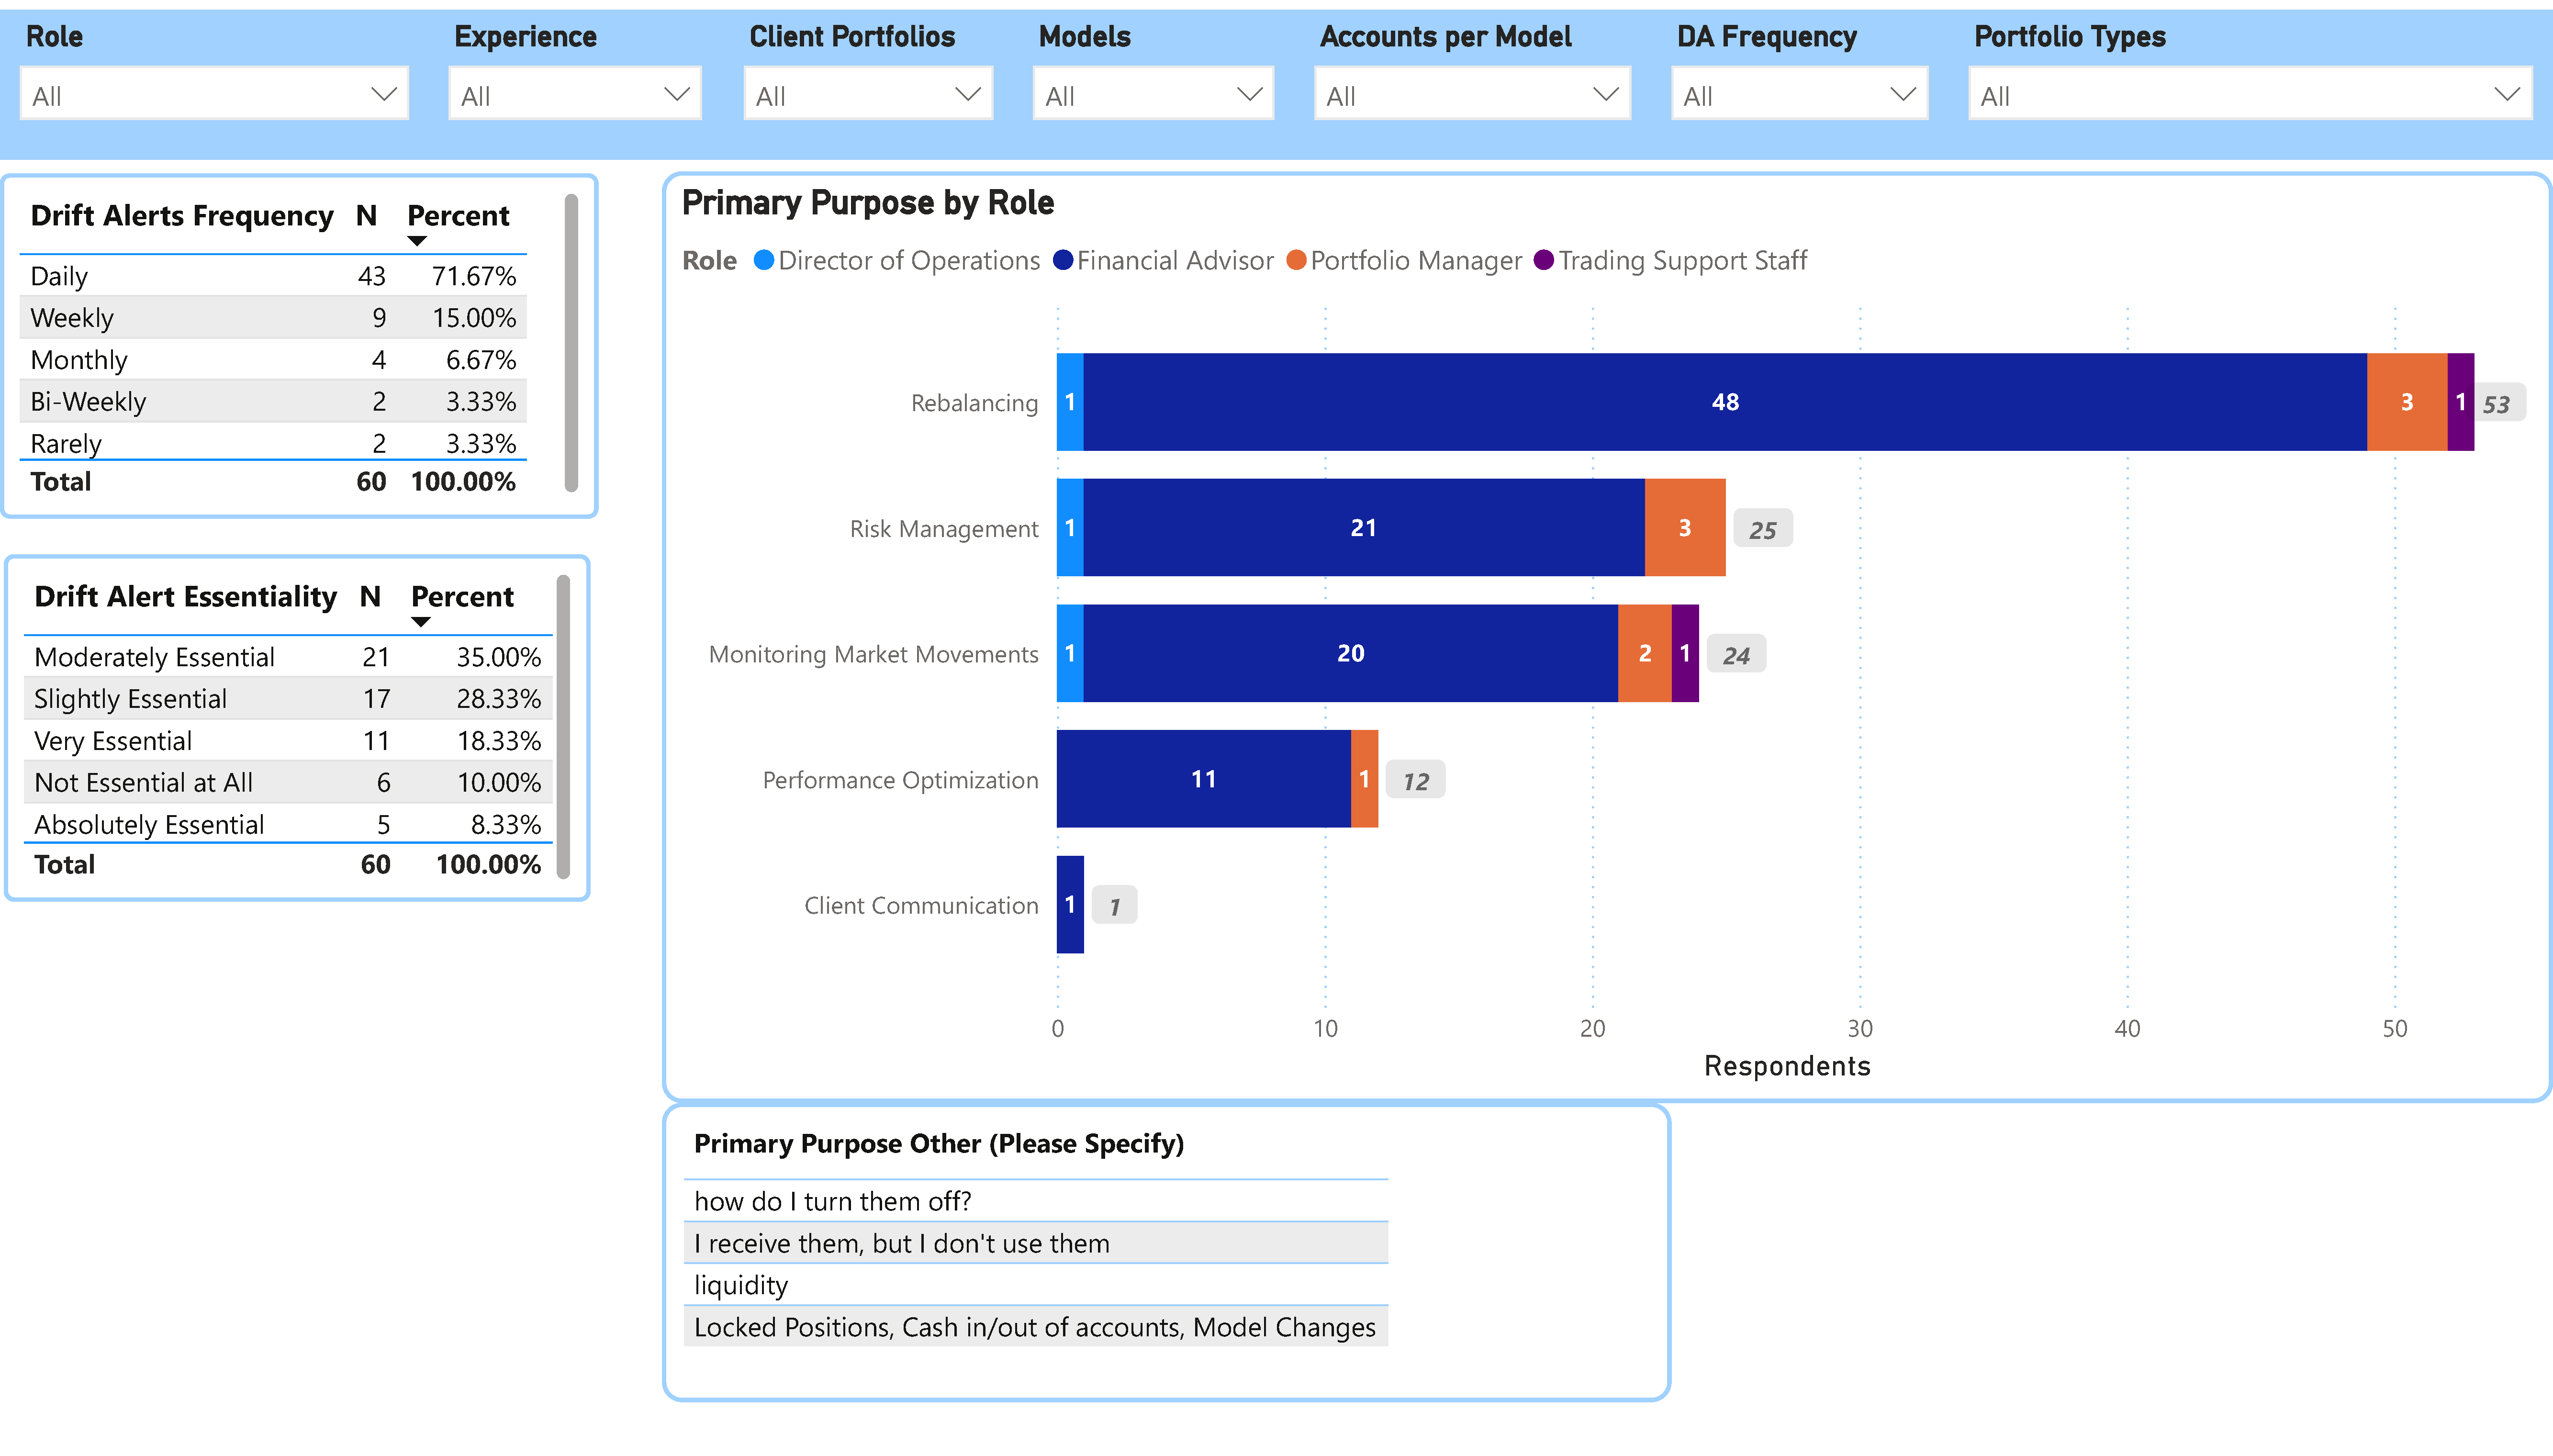 Role Experience Client Portfolios Models Accounts per Model DA Frequency Portfolio Types
All All All All All All All
Drift Alerts Frequency N Percent
Daily 43 71.67%
Weekly 9 15.00%
Monthly 4 6.67%
Bi-Weekly 2 3.33%
Rarely 2 3.33%
Total 60 100.00%
Drift Alert Essentiality N Percent
Moderately Essential 21 35.00%
Slightly Essential 17 28.33%
Very Essential 11 18.33%
Not Essential at All 6 10.00%
Absolutely Essential 5 8.33%
Total 60 100.00%
Primary Purpose by Role
Role Director of Operations Financial Advisor Portfolio Manager Trading Support Staff
Rebalancing 1 48 3 1 53
Risk Management 1 21 3 25
Monitoring Market Movements 1 20 2 1 24
Performance Optimization 11 1 12
Client Communication 1 1
0 10 20 30 40 50
Respondents
Primary Purpose Other (Please Specify)
how do I turn them off?
I receive them, but I don't use them
liquidity
Locked Positions, Cash in/out of accounts, Model Changes